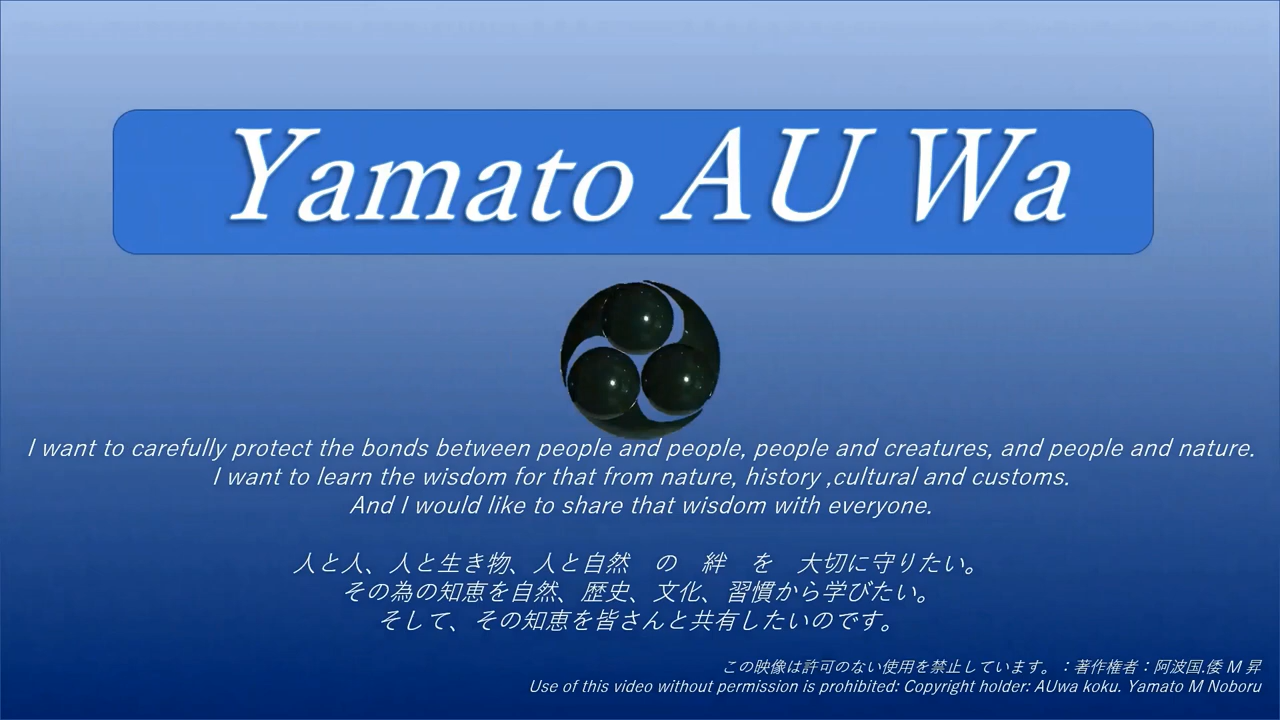 Yamato AU Wa
I want to carefully protect the bonds between people and people, people and creatures, and people and nature.
I want to learn the wisdom for that from nature, history ,cultural and customs.
And I would like to share that wisdom with everyone.
人と人、人と生き物、人と自然　の　絆　を　大切に守りたい。
その為の知恵を自然、歴史、文化、習慣から学びたい。
そして、その知恵を皆さんと共有したいのです。
この映像は許可のない使用を禁止しています。：著作権者：阿波国.倭 M 昇
Use of this video without permission is prohibited: Copyright holder: AUwa koku. Yamato M Noboru